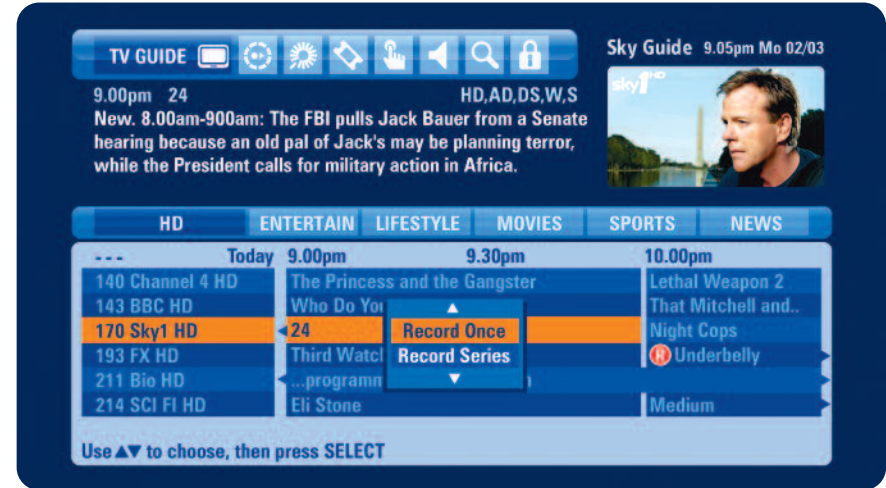 TV GUIDE
Sky Guide 9.05pm Mo 02/03
sky1 HD
9.00pm 24 HD,AD,DS,W,S
New. 8.00am-900am: The FBI pulls Jack Bauer from a Senate
hearing because an old pal of Jack's may be planning terror,
while the President calls for military action in Africa.
HD ENTERTAIN LIFESTYLE MOVIES SPORTS NEWS
--- Today 9.00pm 9.30pm 10.00pm
140 Channel 4 HD The Princess and the Gangster Lethal Weapon 2
143 BBC HD Who Do That Mitchell and..
170 Sky1 HD 24 Record Once Night Cops
193 FX HD Third Record Series R Underbelly
211 Bio HD
214 SCI FI HD Eli Stone Medium
Use ▲▼ to choose, then press SELECT